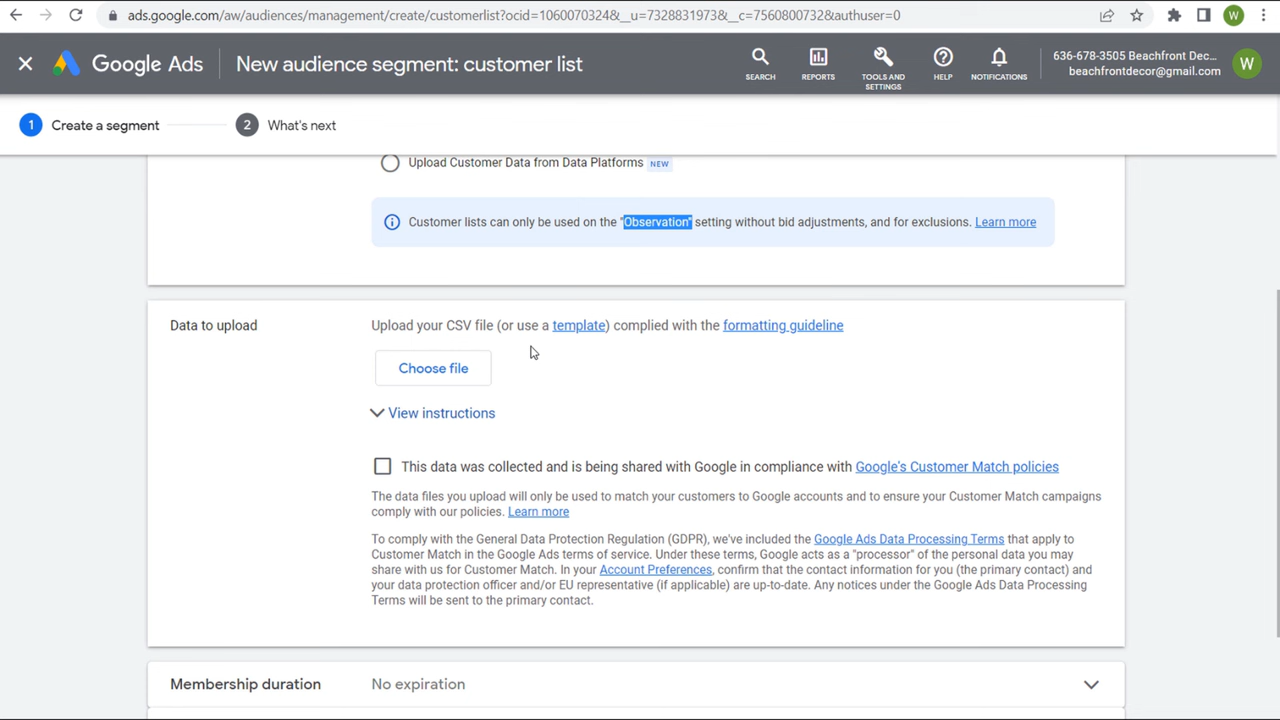 ads.google.com/aw/audiences/management/create/customerlist?ocid=1060070324&__u=7328831973&__c=7560800732&authuser=0
W
Google Ads
New audience segment: customer list
SEARCH
REPORTS
TOOLS AND SETTINGS
HELP
NOTIFICATIONS
636-678-3505 Beachfront Dec...
beachfrontdecor@gmail.com
W
1 Create a segment
2 What's next
Upload Customer Data from Data Platforms NEW
Customer lists can only be used on the "Observation" setting without bid adjustments, and for exclusions. Learn more
Data to upload
Upload your CSV file (or use a template) complied with the formatting guideline
Choose file
View instructions
This data was collected and is being shared with Google in compliance with Google's Customer Match policies
The data files you upload will only be used to match your customers to Google accounts and to ensure your Customer Match campaigns
comply with our policies. Learn more
To comply with the General Data Protection Regulation (GDPR), we've included the Google Ads Data Processing Terms that apply to
Customer Match in the Google Ads terms of service. Under these terms, Google acts as a "processor" of the personal data you may
share with us for Customer Match. In your Account Preferences, confirm that the contact information for you (the primary contact) and
your data protection officer and/or EU representative (if applicable) are up-to-date. Any notices under the Google Ads Data Processing
Terms will be sent to the primary contact.
Membership duration
No expiration